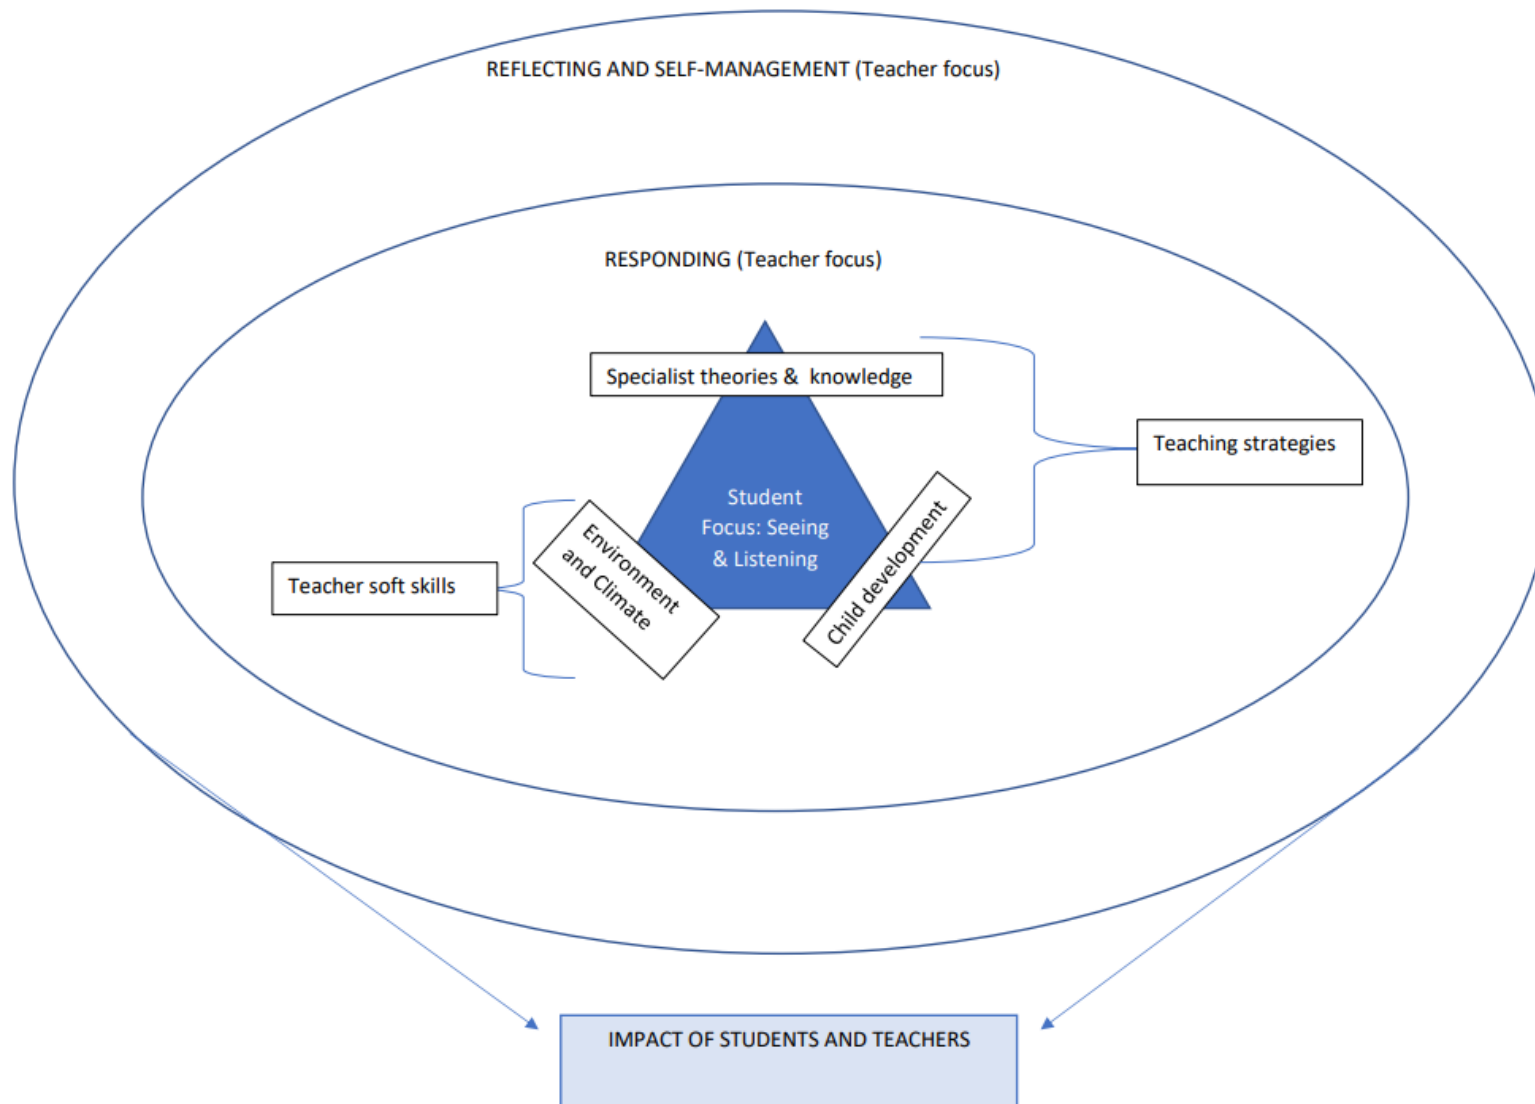 REFLECTING AND SELF-MANAGEMENT (Teacher focus)
RESPONDING (Teacher focus)
Specialist theories & knowledge
Teaching strategies
Student
Focus: Seeing
& Listening
Environment
and Climate
Child development
Teacher soft skills
IMPACT OF STUDENTS AND TEACHERS